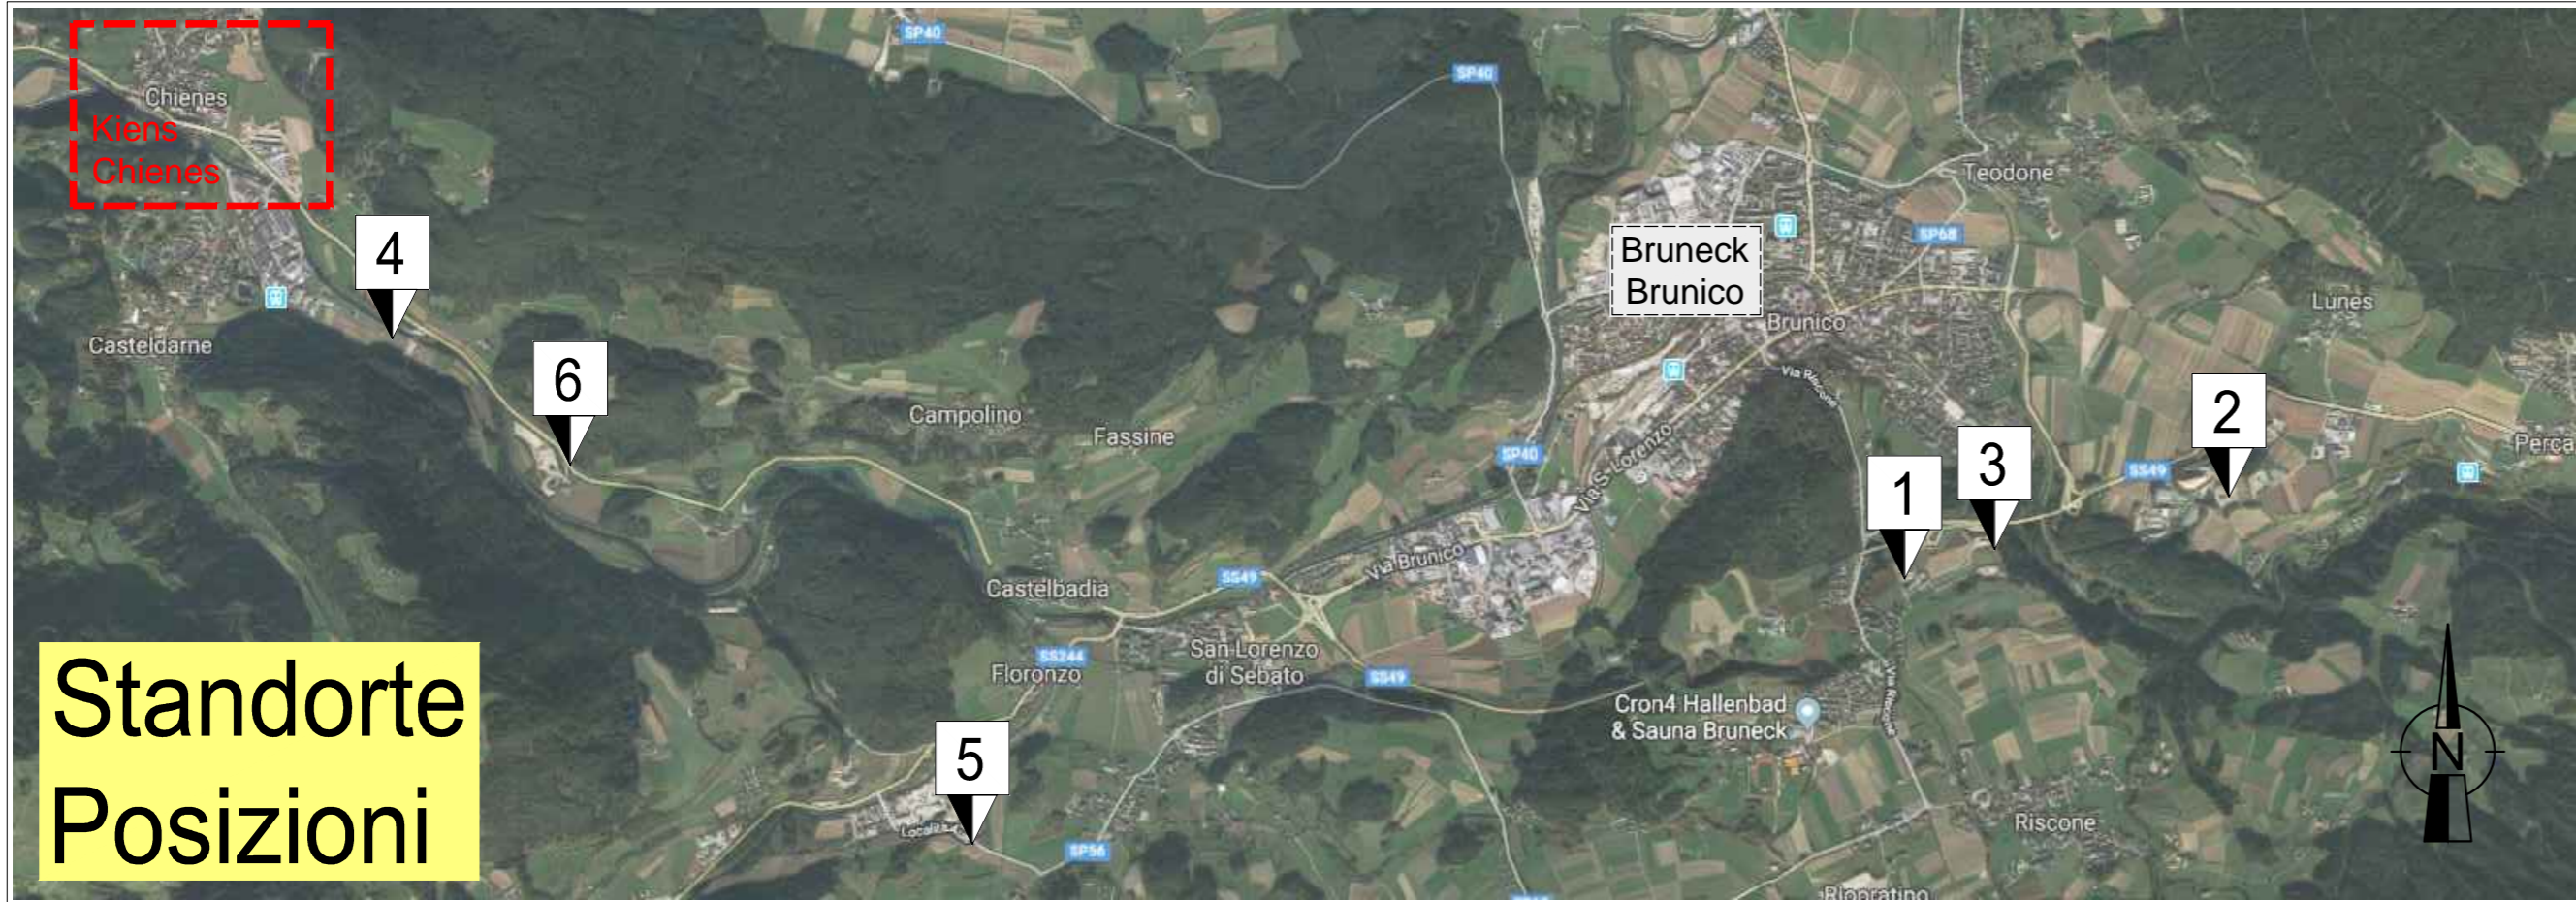 SP40
SP40
Chienes
Kiens
Chienes
Teodone
SP68
4
Bruneck
Brunico
Lunes
Brunico
Casteldarne
6
Via Riscone
2
Campolino
Fassine
Via S. Lorenzo
Perca
SP40
1
3
SS49
Via Brunico
SS49
Castelbadia
San Lorenzo
di Sebato
SS244
Floronzo
SS49
Standorte
Posizioni
Cron4 Hallenbad
& Sauna Bruneck
Via Riscone
5
N
Località
Riscone
SP56
Riopratino